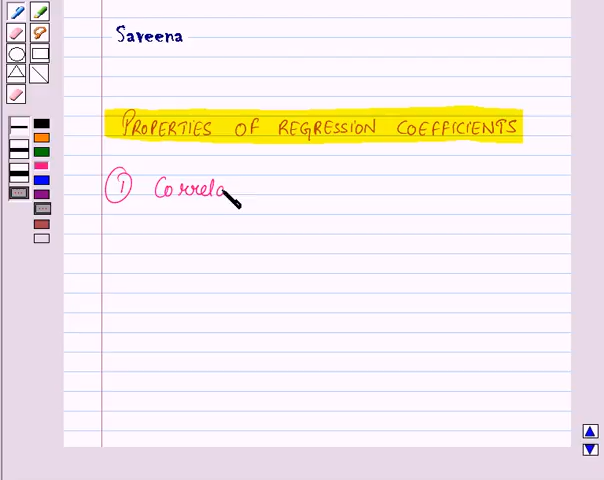 Saveena
PROPERTIES OF REGRESSION COEFFICIENTS
① Correla